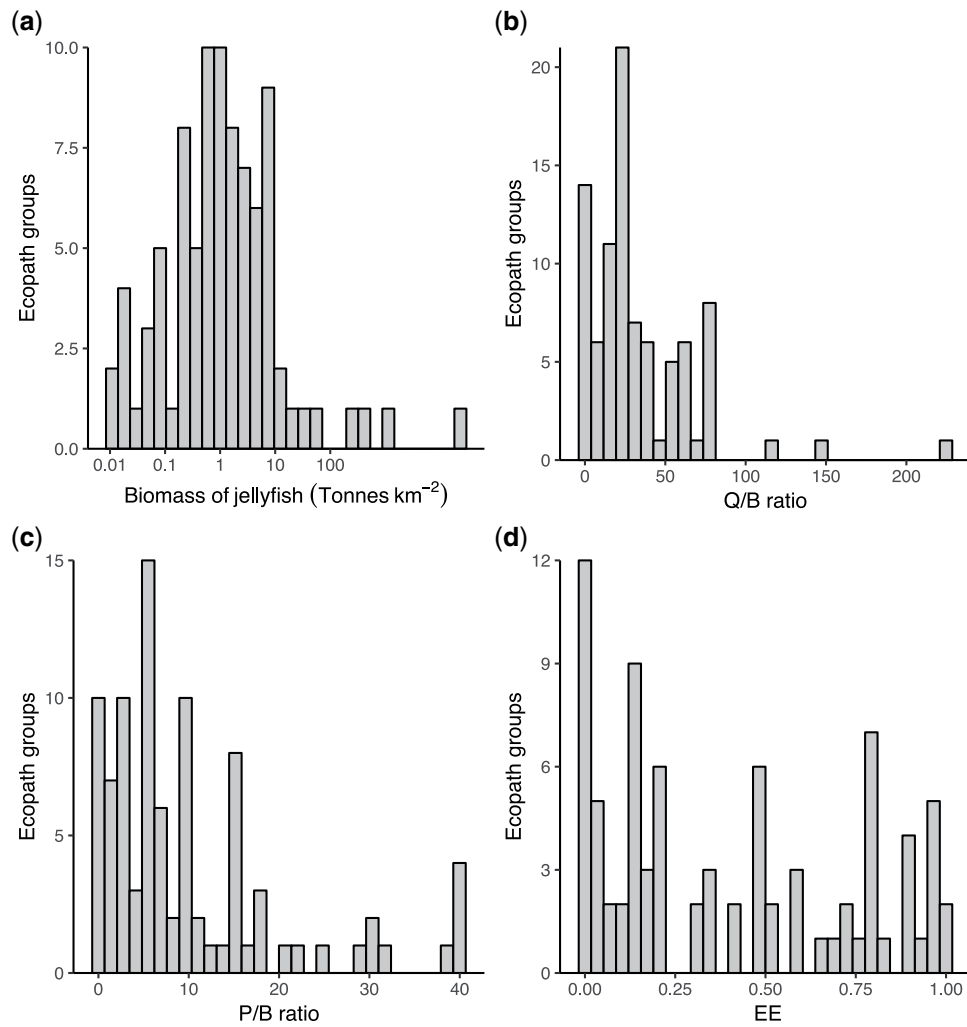 (a)
10.0
7.5
5.0
2.5
0.0
Ecopath groups
0.01 0.1 1 10 100
Biomass of jellyfish (Tonnes km⁻²)
(b)
20
15
10
5
0
Ecopath groups
0 50 100 150 200
Q/B ratio
(c)
15
10
5
0
Ecopath groups
0 10 20 30 40
P/B ratio
(d)
12
9
6
3
0
Ecopath groups
0.00 0.25 0.50 0.75 1.00
EE